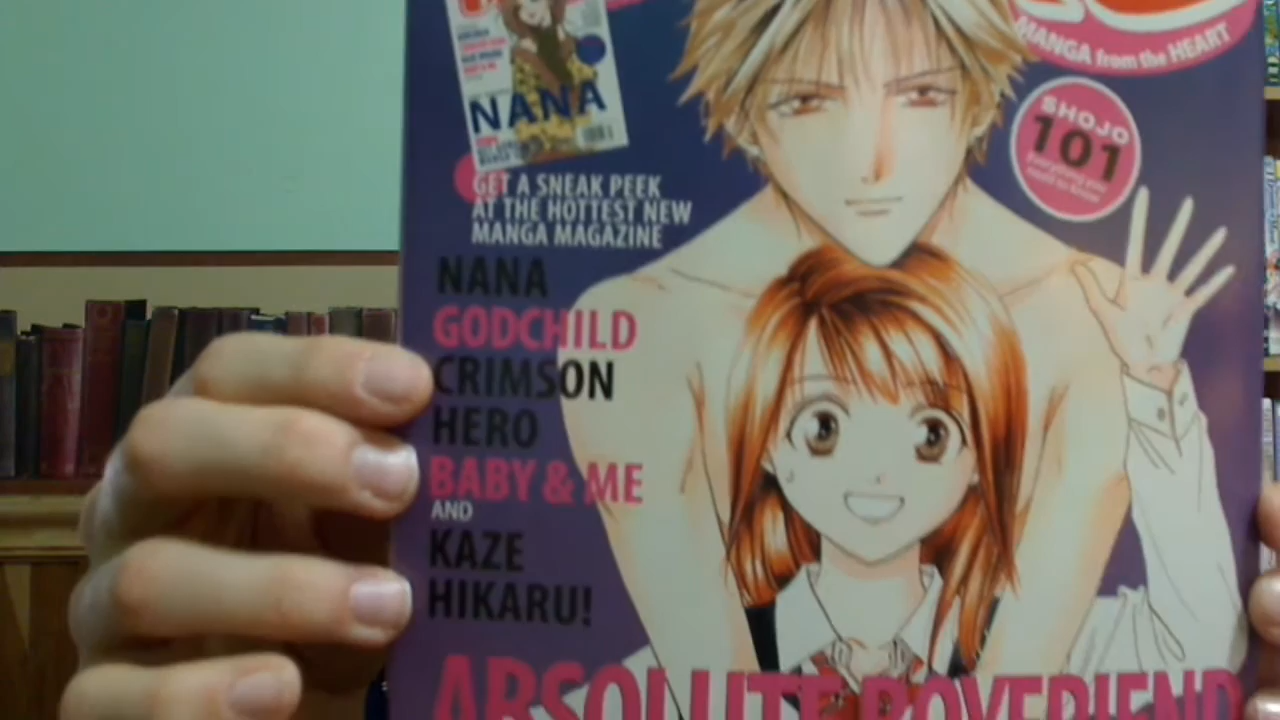 MANGA from the HEART
NANA
SHOJO
101
Everything you
need to know
GET A SNEAK PEEK
AT THE HOTTEST NEW
MANGA MAGAZINE
NANA
GODCHILD
CRIMSON
HERO
BABY & ME
AND
KAZE
HIKARU!
ABSOLUTE BOYFRIEND